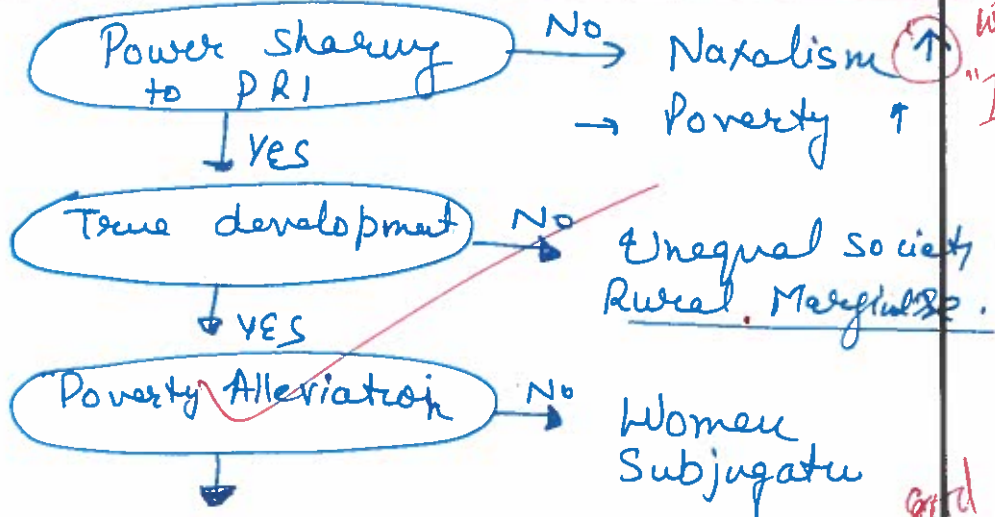 Power sharing No → Naxalism ↑
to PRI → Poverty ↑
YES
True development No Unequal society
Rural. Marginalise.
YES
Poverty Alleviation No Women
Subjugatn